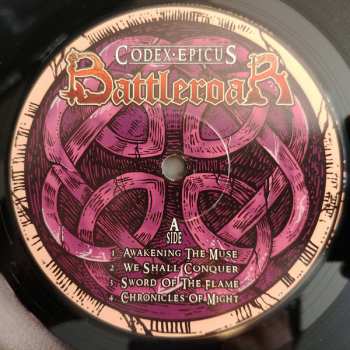 CODEX·EPICUS
BattleroaR
A
SIDE
1. AWAKENING THE MUSE
2. WE SHALL CONQUER
3. SWORD OF THE FLAME
4. CHRONICLES OF MIGHT